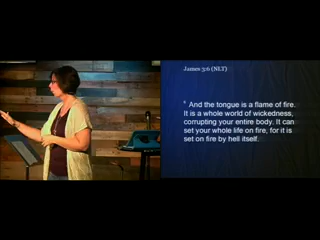 James 3:6 (NLT)
6 And the tongue is a flame of fire.
It is a whole world of wickedness,
corrupting your entire body. It can
set your whole life on fire, for it is
set on fire by hell itself.